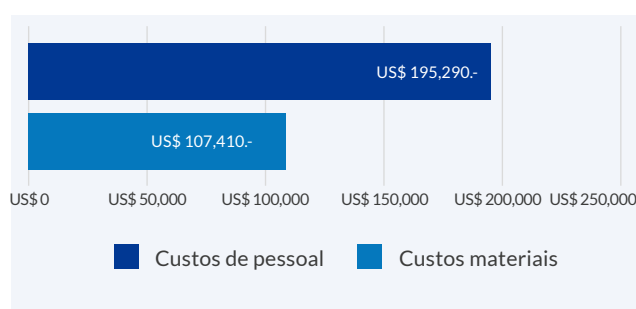 US$ 195,290.-
US$ 107,410.-
US$ 0 US$ 50,000 US$ 100,000 US$ 150,000 US$ 200,000 US$ 250,000
Custos de pessoal Custos materiais